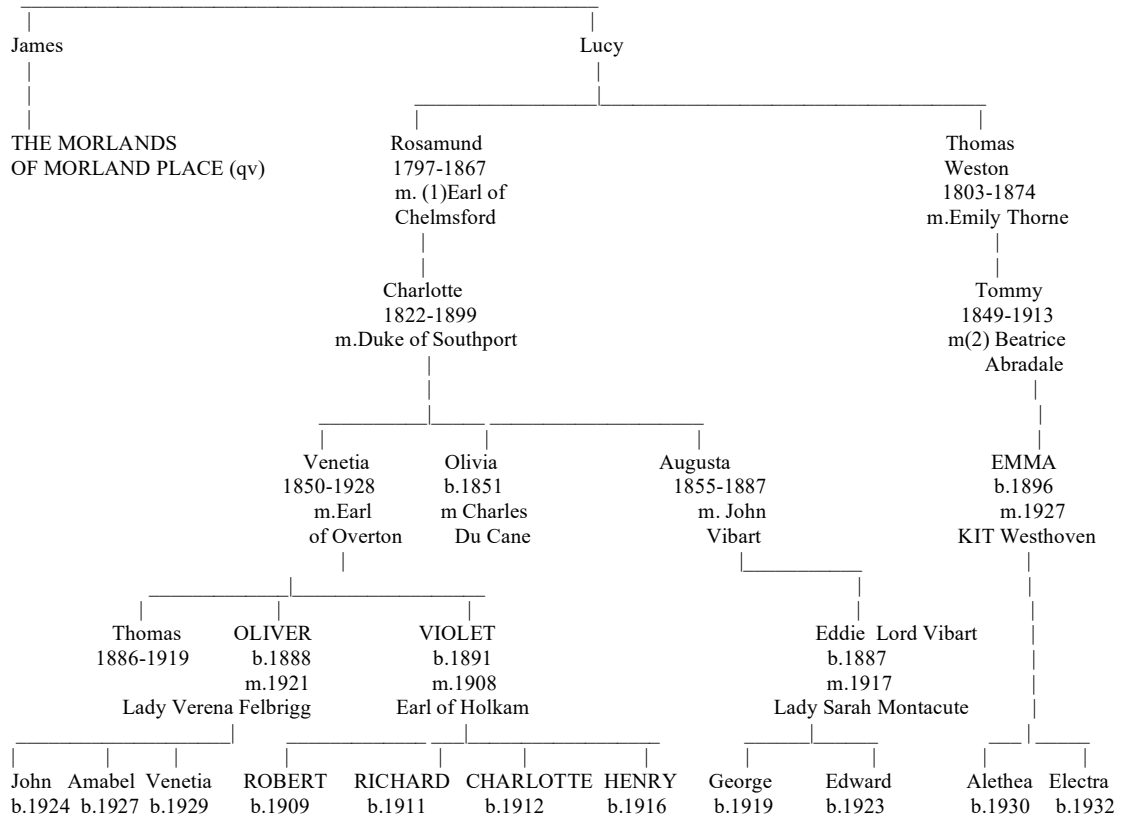 James Lucy
THE MORLANDS Rosamund Thomas
OF MORLAND PLACE (qv) 1797-1867 Weston
m. (1)Earl of 1803-1874
Chelmsford m.Emily Thorne
Charlotte Tommy
1822-1899 1849-1913
m.Duke of Southport m(2) Beatrice
Abradale
Venetia Olivia Augusta EMMA
1850-1928 b.1851 1855-1887 b.1896
m.Earl m Charles m. John m.1927
of Overton Du Cane Vibart KIT Westhoven
Thomas OLIVER VIOLET Eddie Lord Vibart
1886-1919 b.1888 b.1891 b.1887
m.1921 m.1908 m.1917
Lady Verena Felbrigg Earl of Holkam Lady Sarah Montacute
John Amabel Venetia ROBERT RICHARD CHARLOTTE HENRY George Edward Alethea Electra
b.1924 b.1927 b.1929 b.1909 b.1911 b.1912 b.1916 b.1919 b.1923 b.1930 b.1932